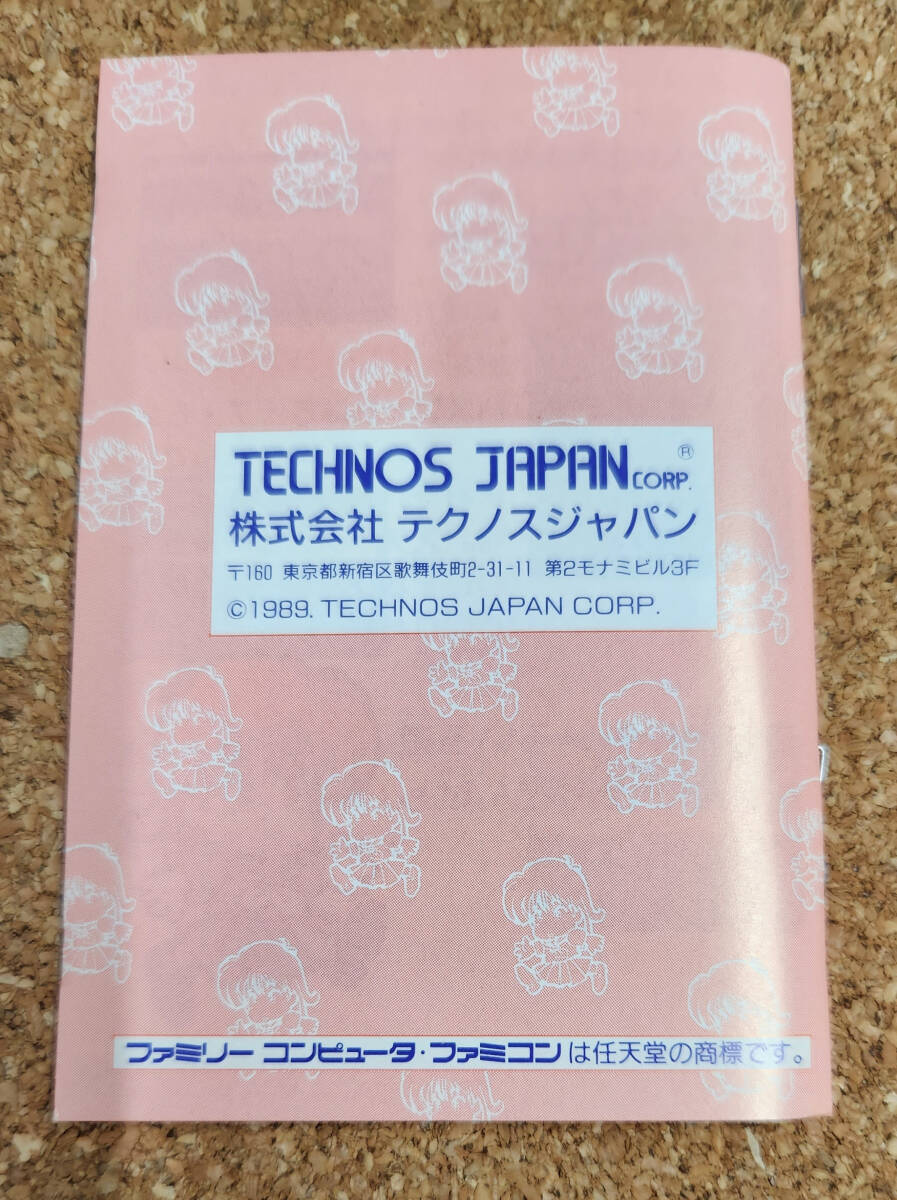 TECHNOS JAPAN CORP. ®
株式会社 テクノスジャパン
〒160 東京都新宿区歌舞伎町2-31-11 第2モナミビル3F
©1989. TECHNOS JAPAN CORP.
ファミリー コンピュータ・ファミコン は任天堂の商標です。